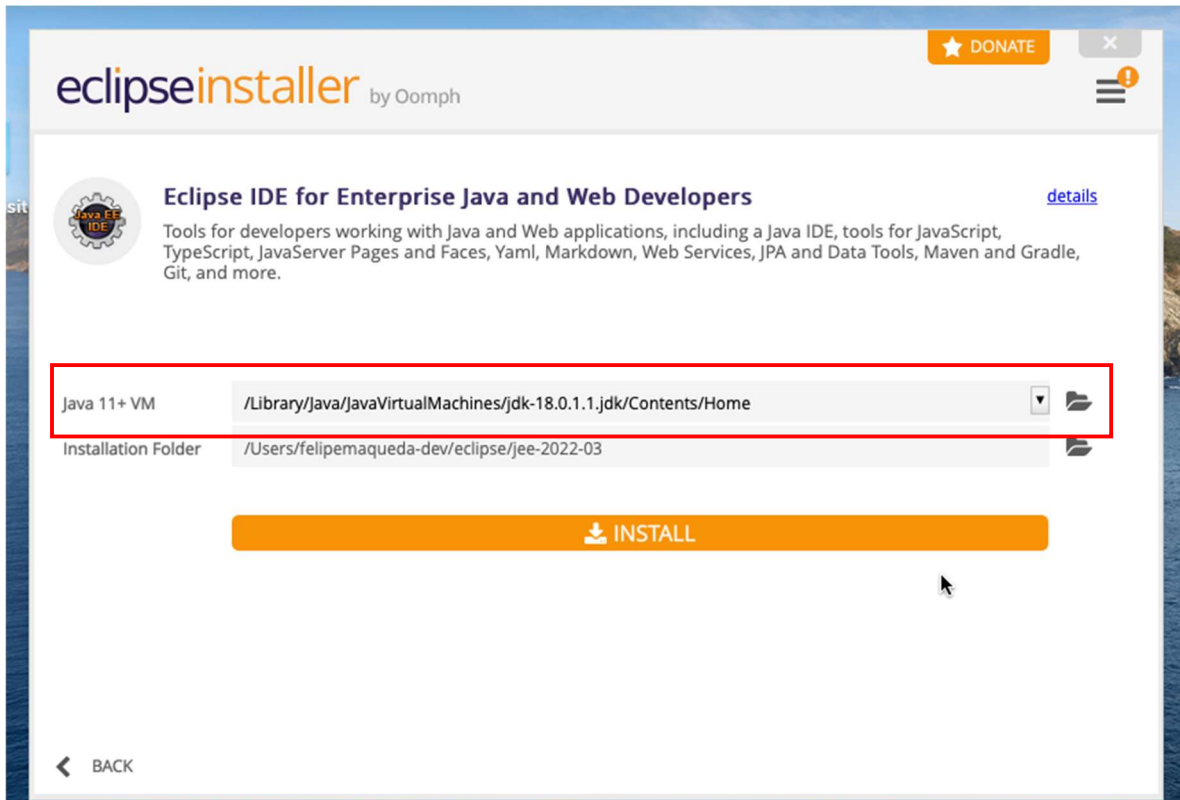 DONATE
eclipseinstaller by Oomph
Java EE
IDE
Eclipse IDE for Enterprise Java and Web Developers
details
Tools for developers working with Java and Web applications, including a Java IDE, tools for JavaScript,
TypeScript, JavaServer Pages and Faces, Yaml, Markdown, Web Services, JPA and Data Tools, Maven and Gradle,
Git, and more.
sit
Java 11+ VM
/Library/Java/JavaVirtualMachines/jdk-18.0.1.1.jdk/Contents/Home
Installation Folder
/Users/felipemaqueda-dev/eclipse/jee-2022-03
INSTALL
BACK